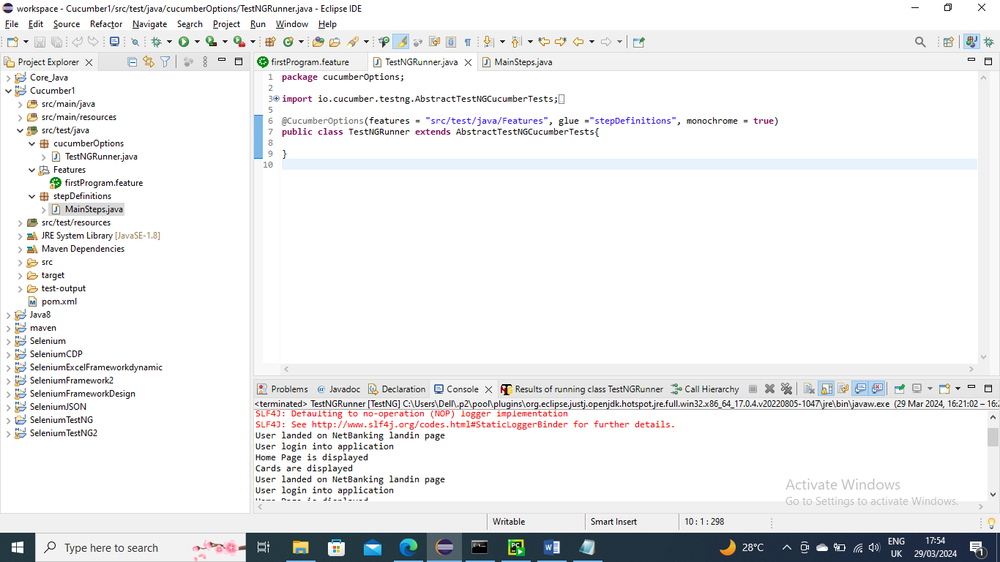 workspace - Cucumber1/src/test/java/cucumberOptions/TestNGRunner.java - Eclipse IDE
File Edit Source Refactor Navigate Search Project Run Window Help
Project Explorer
Core_Java
Cucumber1
src/main/java
src/main/resources
src/test/java
cucumberOptions
TestNGRunner.java
Features
firstProgram.feature
stepDefinitions
MainSteps.java
src/test/resources
JRE System Library [JavaSE-1.8]
Maven Dependencies
src
target
test-output
pom.xml
Java8
maven
Selenium
SeleniumCDP
SeleniumExcelFrameworkdynamic
SeleniumFramework2
SeleniumFrameworkDesign
SeleniumJSON
SeleniumTestNG
SeleniumTestNG2
firstProgram.feature TestNGRunner.java MainSteps.java
1 package cucumberOptions;
2
3 import io.cucumber.testng.AbstractTestNGCucumberTests;
5
6 @CucumberOptions(features = "src/test/java/Features", glue ="stepDefinitions", monochrome = true)
7 public class TestNGRunner extends AbstractTestNGCucumberTests{
8
9 }
10
Problems @ Javadoc Declaration Console Results of running class TestNGRunner Call Hierarchy
<terminated> TestNGRunner [TestNG] C:\Users\Dell\.p2\pool\plugins\org.eclipse.justj.openjdk.hotspot.jre.full.win32.x86_64_17.0.4.v20220805-1047\jre\bin\javaw.exe (29 Mar 2024, 16:21:02 – 16:
SLF4J: Defaulting to no-operation (NOP) logger implementation
SLF4J: See http://www.slf4j.org/codes.html#StaticLoggerBinder for further details.
User landed on NetBanking landin page
User login into application
Home Page is displayed
Cards are displayed
User landed on NetBanking landin page
User login into application
Home Page is displayed
Activate Windows
Go to Settings to activate Windows.
Writable Smart Insert 10 : 1 : 298
Type here to search
28°C
ENG
UK
17:54
29/03/2024
1